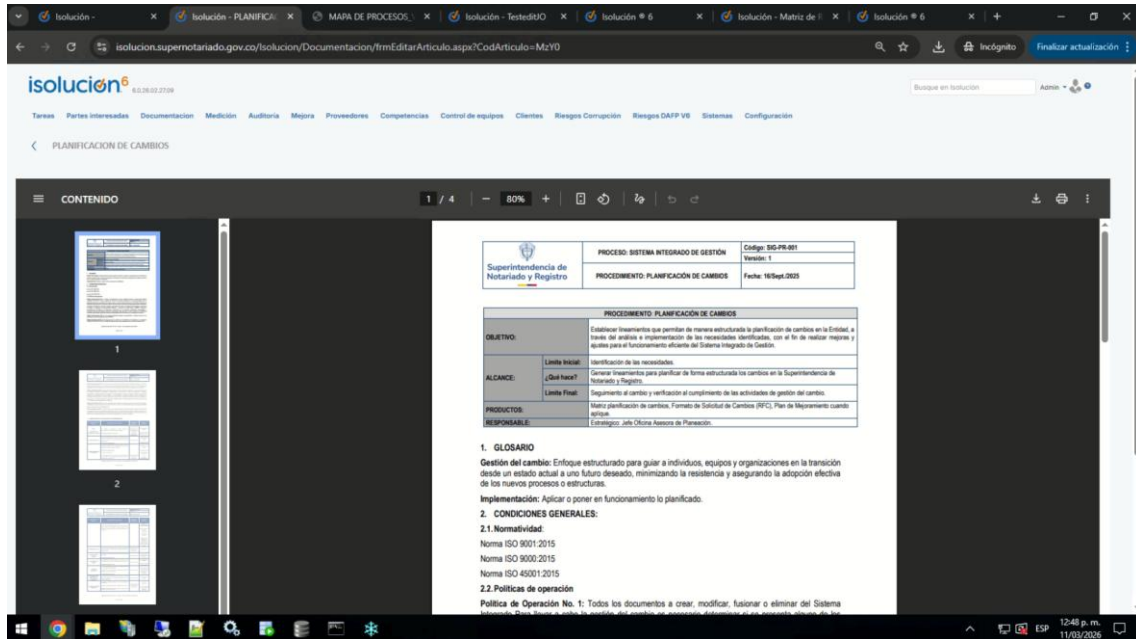 Isolución -
Isolución - PLANIFICA
MAPA DE PROCESOS_
Isolución - TesteditJO
Isolución ® 6
Isolución - Matriz de R
Isolución ® 6
isolucion.supernotariado.gov.co/Isolucion/Documentacion/frmEditarArticulo.aspx?CodArticulo=MzY0
Incógnito
Finalizar actualización
isolución6
Busque en Isolución
Admin
Tareas Partes interesadas Documentacion Medición Auditoria Mejora Proveedores Competencias Control de equipos Clientes Riesgos Corrupción Riesgos DAFP V6 Sistemas Configuración
PLANIFICACION DE CAMBIOS
CONTENIDO
1 / 4
80%
1
2
Superintendencia de
Notariado y Registro
PROCESO: SISTEMA INTEGRADO DE GESTIÓN
PROCEDIMIENTO: PLANIFICACIÓN DE CAMBIOS
Código: SIG-PR-001
Versión: 1
Fecha: 16/Sept./2025
PROCEDIMIENTO: PLANIFICACIÓN DE CAMBIOS
OBJETIVO:
Establecer lineamientos que permitan de manera estructurada la planificación de cambios en la Entidad, a
través del análisis e implementación de las necesidades identificadas, con el fin de realizar mejoras y
ajustes para el funcionamiento eficiente del Sistema Integrado de Gestión.
ALCANCE:
Limite Inicial: Identificación de las necesidades.
¿Qué hace? Generar lineamientos para planificar de forma estructurada los cambios en la Superintendencia de
Notariado y Registro.
Limite Final: Seguimiento al cambio y verificación al cumplimiento de las actividades de gestión del cambio.
PRODUCTOS:
Matriz planificación de cambios, Formato de Solicitud de Cambios (RFC), Plan de Mejoramiento cuando
aplique.
RESPONSABLE: Estratégico: Jefe Oficina Asesora de Planeación.
1. GLOSARIO
Gestión del cambio: Enfoque estructurado para guiar a individuos, equipos y organizaciones en la transición
desde un estado actual a uno futuro deseado, minimizando la resistencia y asegurando la adopción efectiva
de los nuevos procesos o estructuras.
Implementación: Aplicar o poner en funcionamiento lo planificado.
2. CONDICIONES GENERALES:
2.1. Normatividad:
Norma ISO 9001:2015
Norma ISO 9000:2015
Norma ISO 45001:2015
2.2. Políticas de operación
Política de Operación No. 1: Todos los documentos a crear, modificar, fusionar o eliminar del Sistema
ESP
12:48 p. m.
11/03/2026